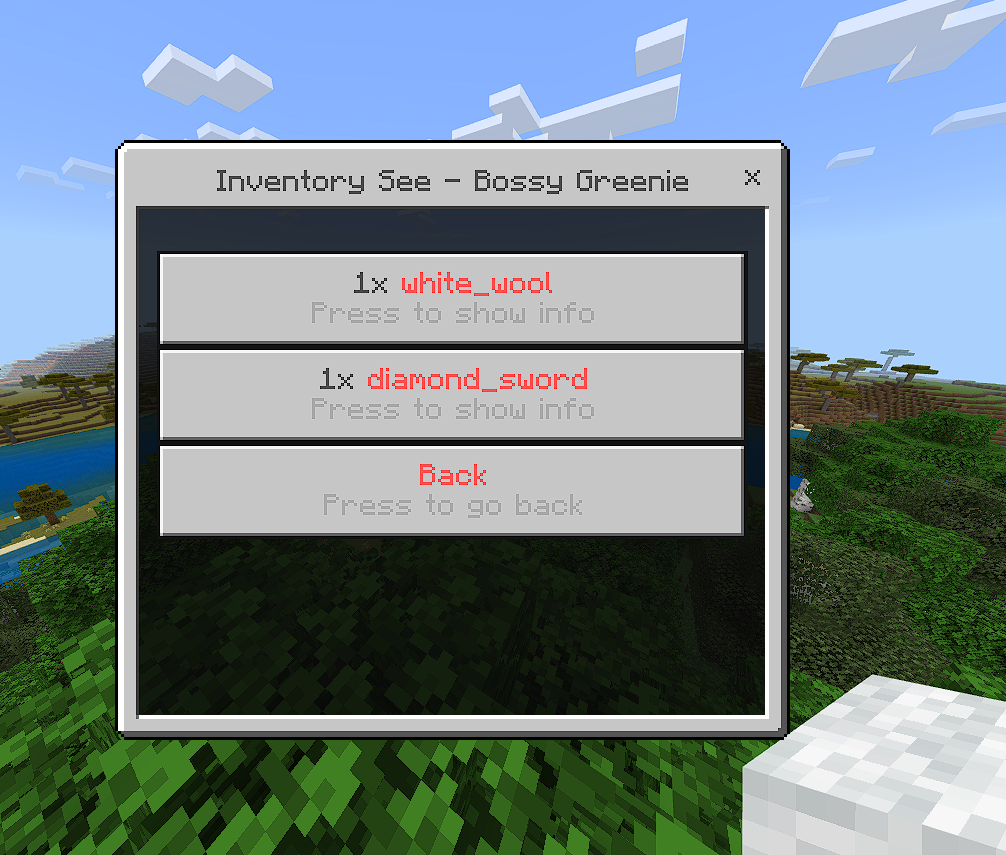 Inventory See - Bossy Greenie
x
1x white_wool
Press to show info
1x diamond_sword
Press to show info
Back
Press to go back